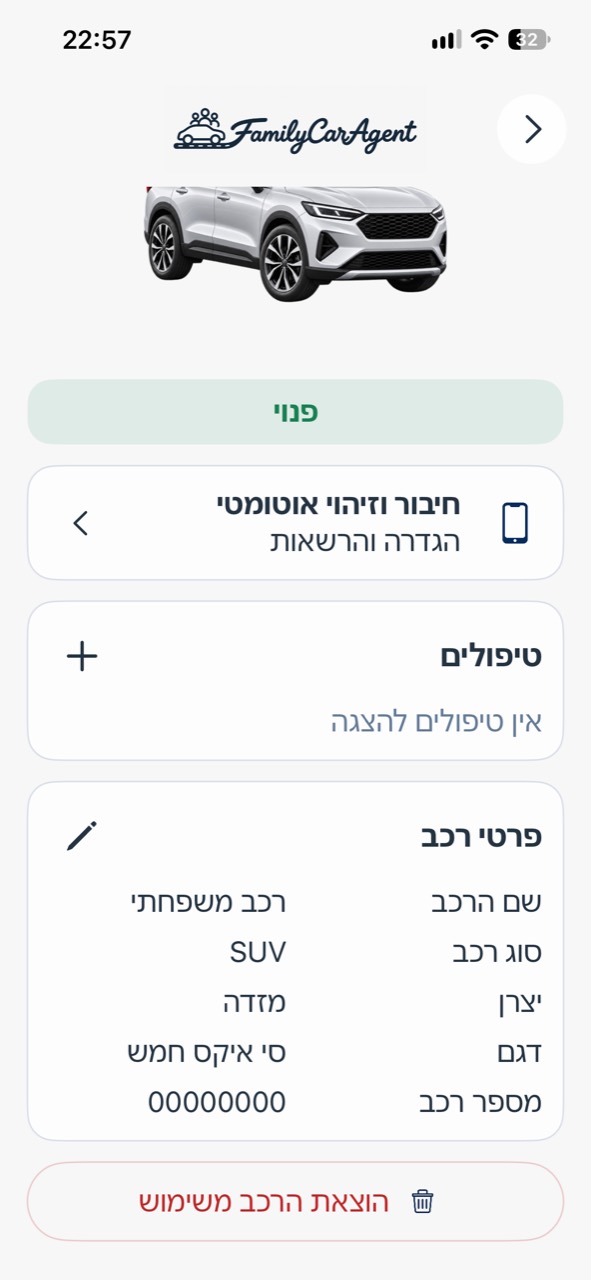 22:57
32
FamilyCarAgent
פנוי
חיבור וזיהוי אוטומטי
הגדרה והרשאות
טיפולים
אין טיפולים להצגה
פרטי רכב
שם הרכב רכב משפחתי
סוג רכב SUV
יצרן מזדה
דגם סי איקס חמש
מספר רכב 00000000
הוצאת הרכב משימוש